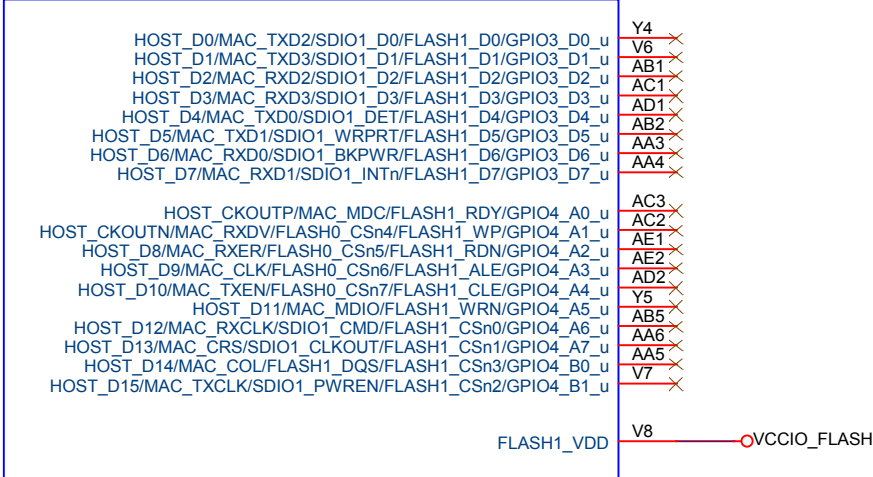 HOST_D0/MAC_TXD2/SDIO1_D0/FLASH1_D0/GPIO3_D0_u Y4
HOST_D1/MAC_TXD3/SDIO1_D1/FLASH1_D1/GPIO3_D1_u V6
HOST_D2/MAC_RXD2/SDIO1_D2/FLASH1_D2/GPIO3_D2_u AB1
HOST_D3/MAC_RXD3/SDIO1_D3/FLASH1_D3/GPIO3_D3_u AC1
HOST_D4/MAC_TXD0/SDIO1_DET/FLASH1_D4/GPIO3_D4_u AD1
HOST_D5/MAC_TXD1/SDIO1_WRPRT/FLASH1_D5/GPIO3_D5_u AB2
HOST_D6/MAC_RXD0/SDIO1_BKPWR/FLASH1_D6/GPIO3_D6_u AA3
HOST_D7/MAC_RXD1/SDIO1_INTn/FLASH1_D7/GPIO3_D7_u AA4
HOST_CKOUTP/MAC_MDC/FLASH1_RDY/GPIO4_A0_u AC3
HOST_CKOUTN/MAC_RXDV/FLASH0_CSn4/FLASH1_WP/GPIO4_A1_u AC2
HOST_D8/MAC_RXER/FLASH0_CSn5/FLASH1_RDN/GPIO4_A2_u AE1
HOST_D9/MAC_CLK/FLASH0_CSn6/FLASH1_ALE/GPIO4_A3_u AE2
HOST_D10/MAC_TXEN/FLASH0_CSn7/FLASH1_CLE/GPIO4_A4_u AD2
HOST_D11/MAC_MDIO/FLASH1_WRN/GPIO4_A5_u Y5
HOST_D12/MAC_RXCLK/SDIO1_CMD/FLASH1_CSn0/GPIO4_A6_u AB5
HOST_D13/MAC_CRS/SDIO1_CLKOUT/FLASH1_CSn1/GPIO4_A7_u AA6
HOST_D14/MAC_COL/FLASH1_DQS/FLASH1_CSn3/GPIO4_B0_u AA5
HOST_D15/MAC_TXCLK/SDIO1_PWREN/FLASH1_CSn2/GPIO4_B1_u V7
FLASH1_VDD V8 VCCIO_FLASH